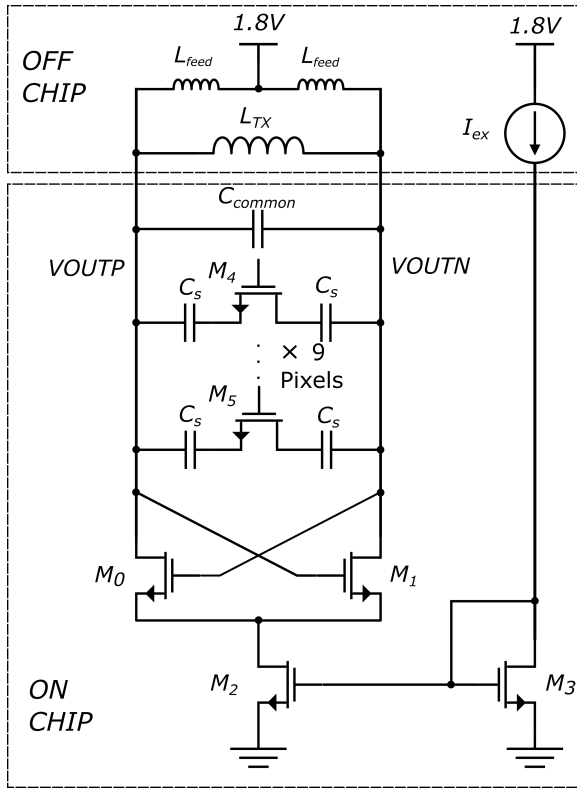 1.8V
1.8V
OFF
CHIP
L_feed
L_feed
L_TX
I_ex
C_common
VOUTP
M_4
VOUTN
C_s
C_s
× 9
Pixels
M_5
C_s
C_s
M_0
M_1
M_2
M_3
ON
CHIP